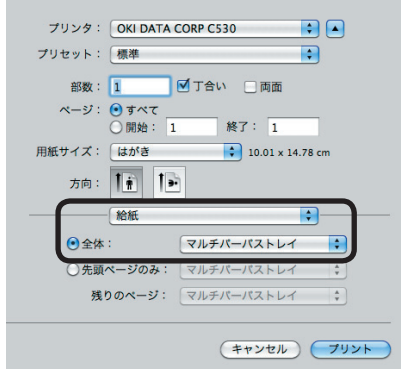 プリンタ： OKI DATA CORP C530
プリセット： 標準
部数： 1 丁合い 両面
ページ： すべて
開始： 1 終了： 1
用紙サイズ： はがき 10.01 x 14.78 cm
方向：
給紙
全体： マルチパーパストレイ
先頭ページのみ： マルチパーパストレイ
残りのページ： マルチパーパストレイ
キャンセル プリント